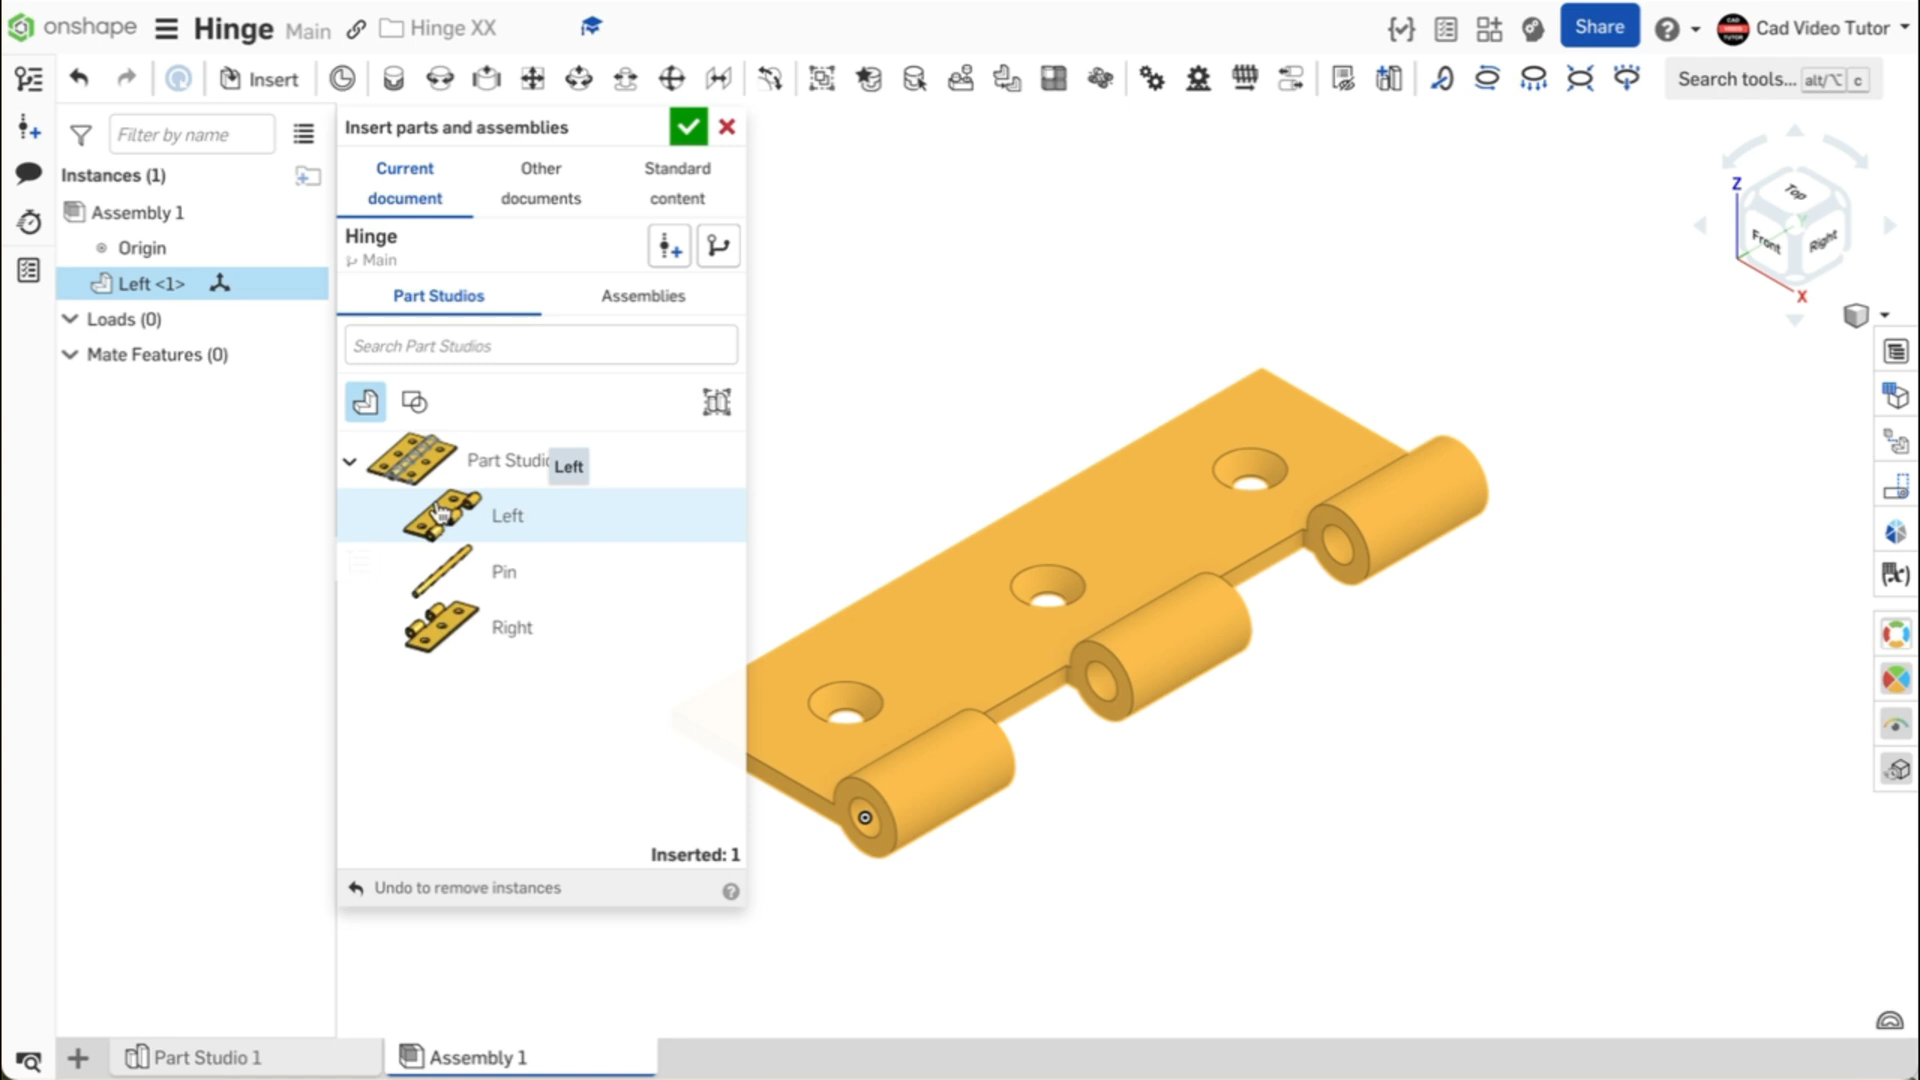 onshape Hinge Main Hinge XX Share Cad Video Tutor
Insert Search tools... alt/⌥ c
Filter by name
Instances (1)
Assembly 1
Origin
Left <1>
Loads (0)
Mate Features (0)
Insert parts and assemblies
Current document
Other documents
Standard content
Hinge
Main
Part Studios Assemblies
Search Part Studios
Part Studio
Left
Left
Pin
Right
Inserted: 1
Undo to remove instances
Z
Top
Front
Right
Y
X
Part Studio 1 Assembly 1